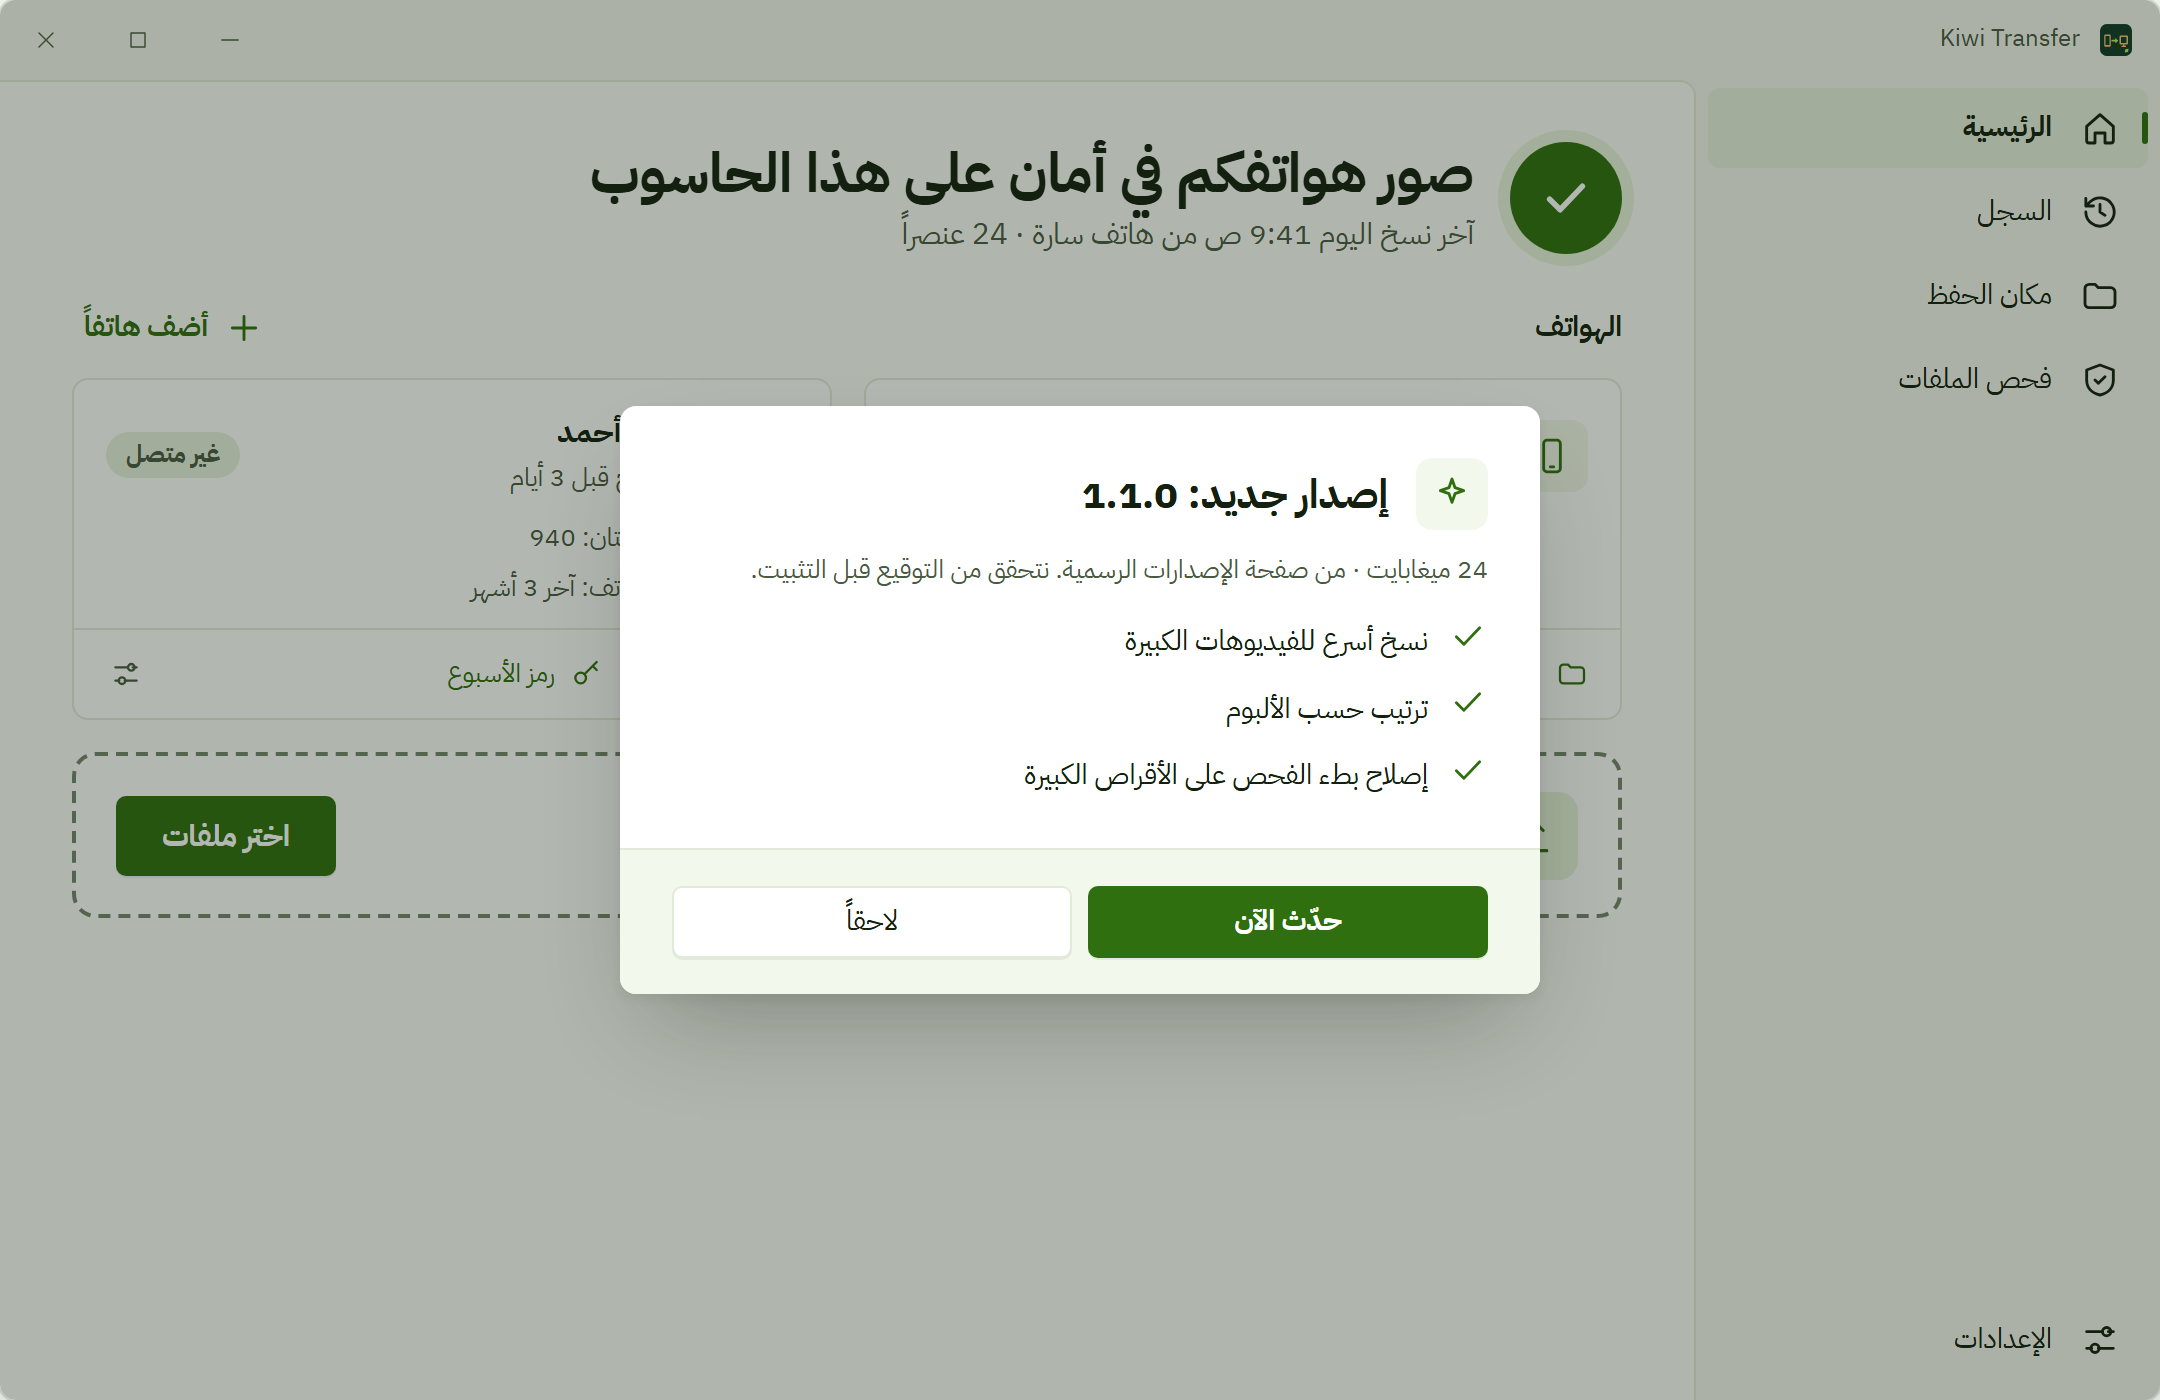 Kiwi Transfer
الرئيسية
السجل
مكان الحفظ
فحص الملفات
الإعدادات
صور هواتفكم في أمان على هذا الحاسوب
آخر نسخ اليوم 9:41 ص من هاتف سارة · 24 عنصراً
الهواتف
أضف هاتفاً
أحمد
غير متصل
قبل 3 أيام
940
آخر 3 أشهر
رمز الأسبوع
اختر ملفات
إصدار جديد: 1.1.0
24 ميغابايت · من صفحة الإصدارات الرسمية. نتحقق من التوقيع قبل التثبيت.
نسخ أسرع للفيديوهات الكبيرة
ترتيب حسب الألبوم
إصلاح بطء الفحص على الأقراص الكبيرة
حدّث الآن
لاحقاً